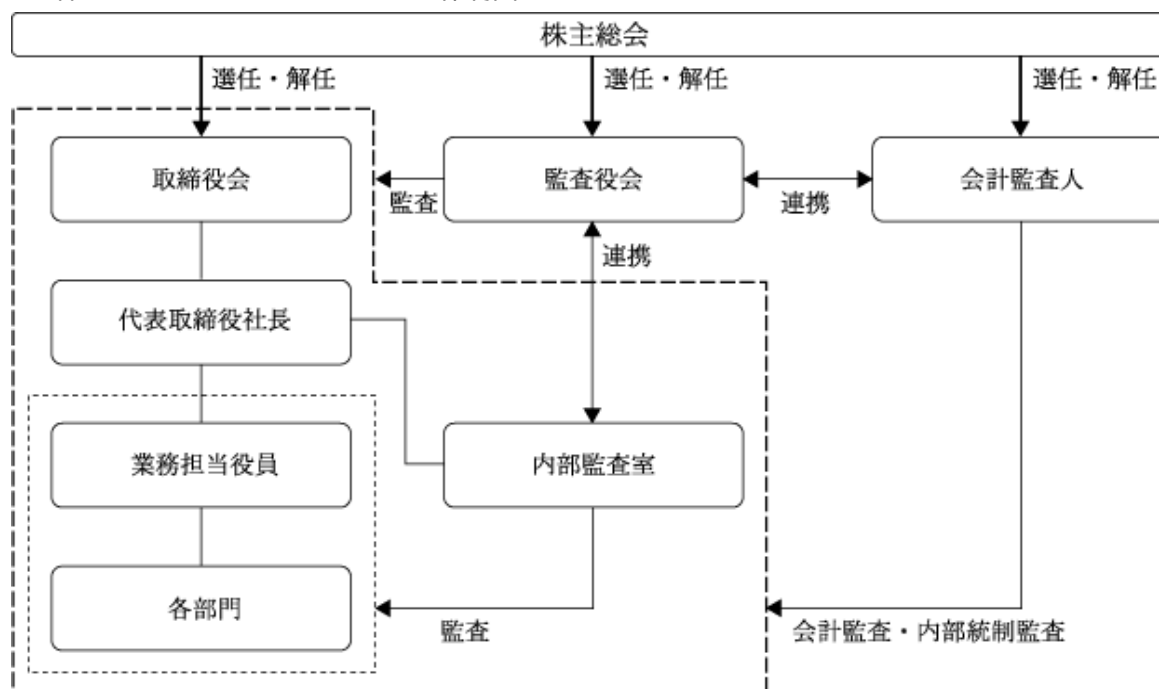 株主総会
選任・解任
選任・解任
選任・解任
取締役会
監査役会
会計監査人
監査
連携
連携
代表取締役社長
業務担当役員
内部監査室
各部門
監査
会計監査・内部統制監査